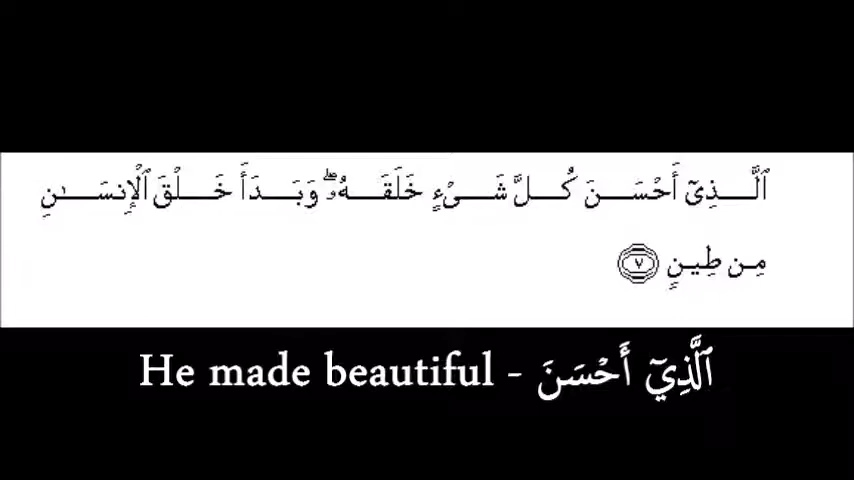 ٱلَّذِىٓ أَحْسَنَ كُلَّ شَىْءٍ خَلَقَهُۥ ۖ وَبَدَأَ خَلْقَ ٱلْإِنسَـٰنِ
مِن طِينٍ ٧
He made beautiful - ٱلَّذِيٓ أَحْسَنَ